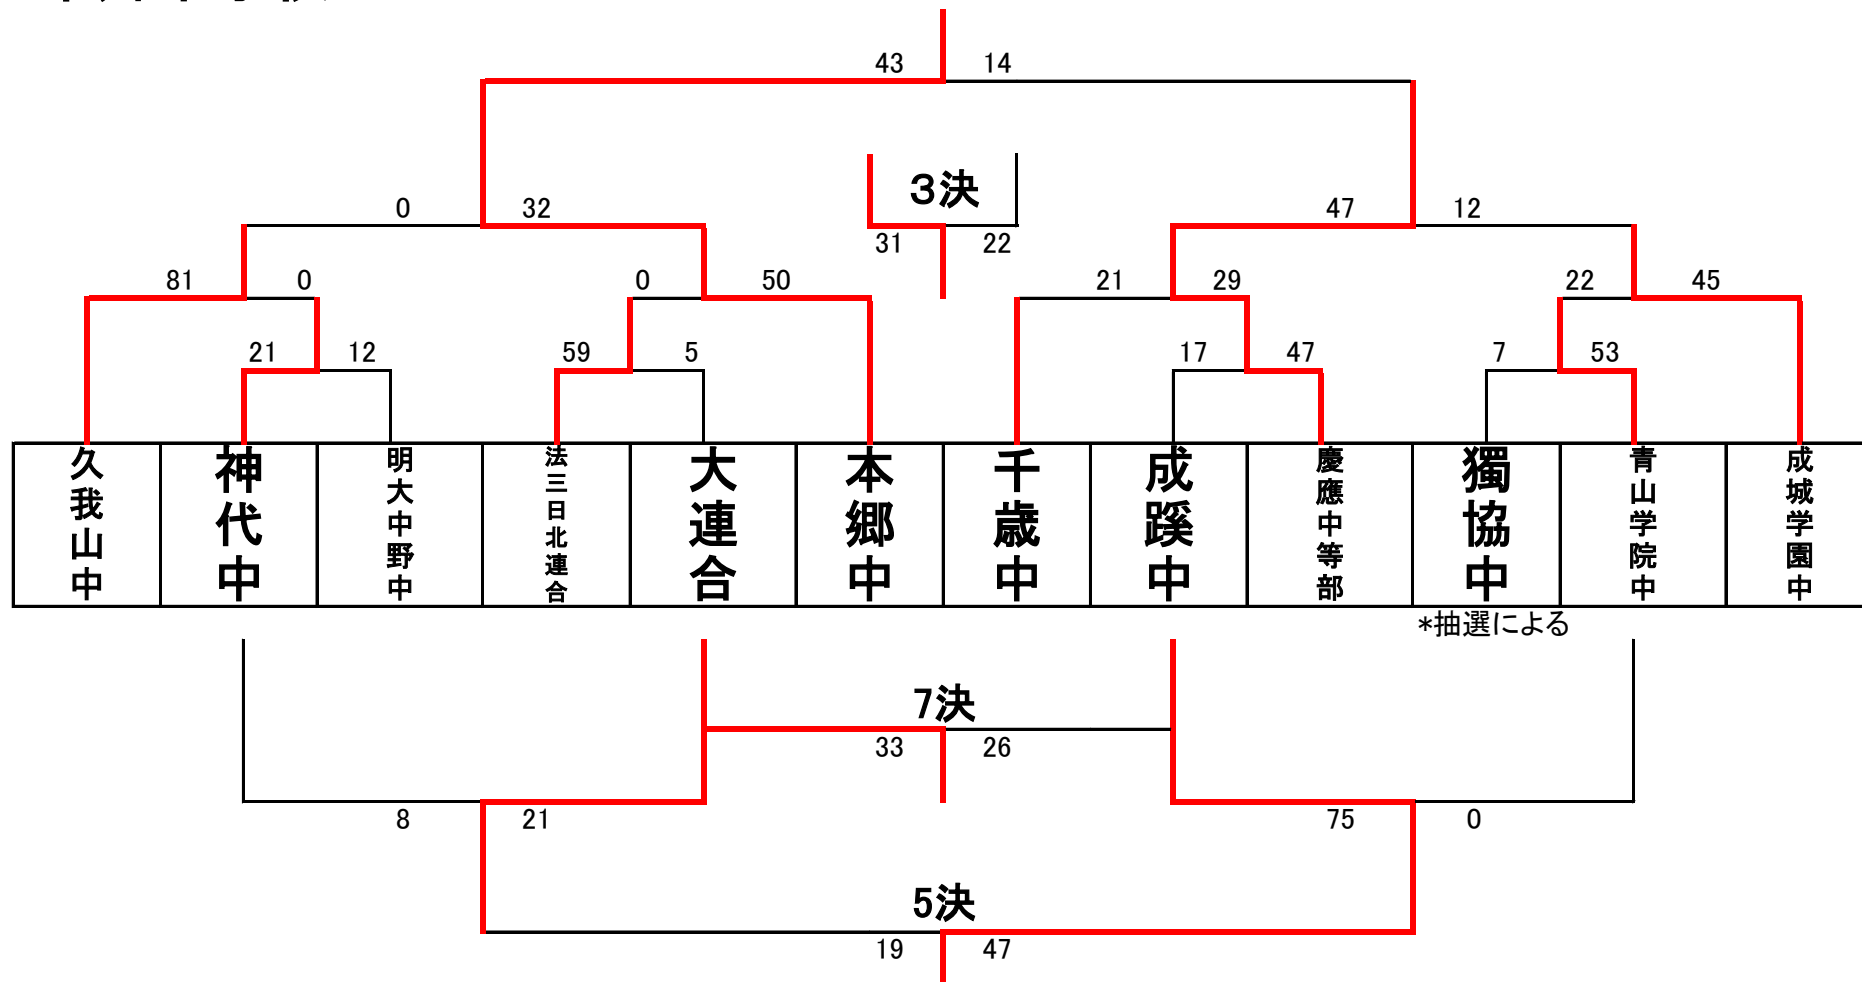 43 14
3決
0 32
47 12
31 22
81 0
0 50
21 29
22 45
21 12
59 5
17 47
7 53
久我山中
神代中
明大中野中
法三日北連合
大連合
本郷中
千歳中
成蹊中
慶應中等部
獨協中
青山学院中
成城学園中
*抽選による
7決
33 26
8 21
75 0
5決
19 47